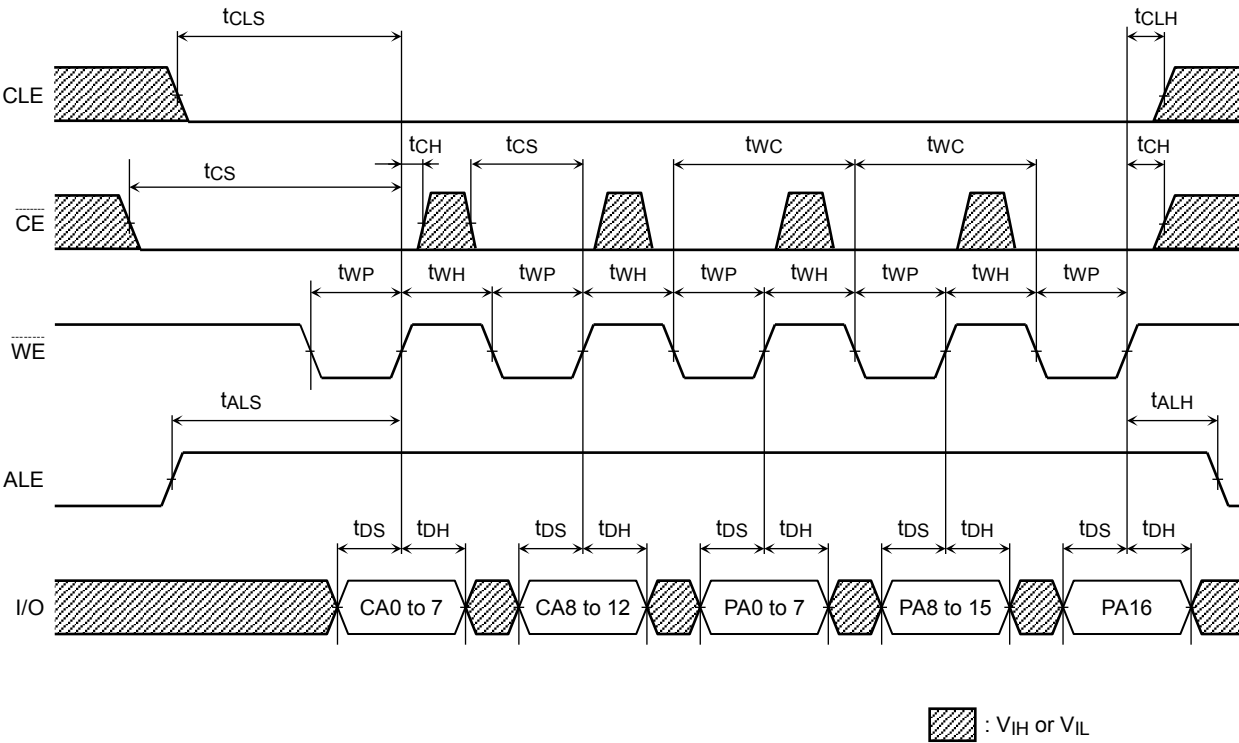 tCLS tCLH
CLE
tCH tCS tWC tWC tCH
tCS
CE
tWP tWH tWP tWH tWP tWH tWP tWH tWP
WE
tALS tALH
ALE
tDS tDH tDS tDH tDS tDH tDS tDH tDS tDH
I/O CA0 to 7 CA8 to 12 PA0 to 7 PA8 to 15 PA16
: VIH or VIL